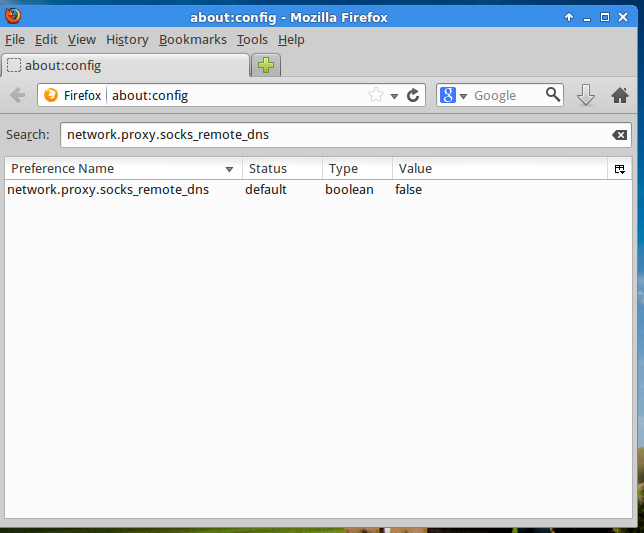 about:config - Mozilla Firefox
File Edit View History Bookmarks Tools Help
about:config
Firefox about:config 8 Google
Search: network.proxy.socks_remote_dns
Preference Name Status Type Value
network.proxy.socks_remote_dns default boolean false